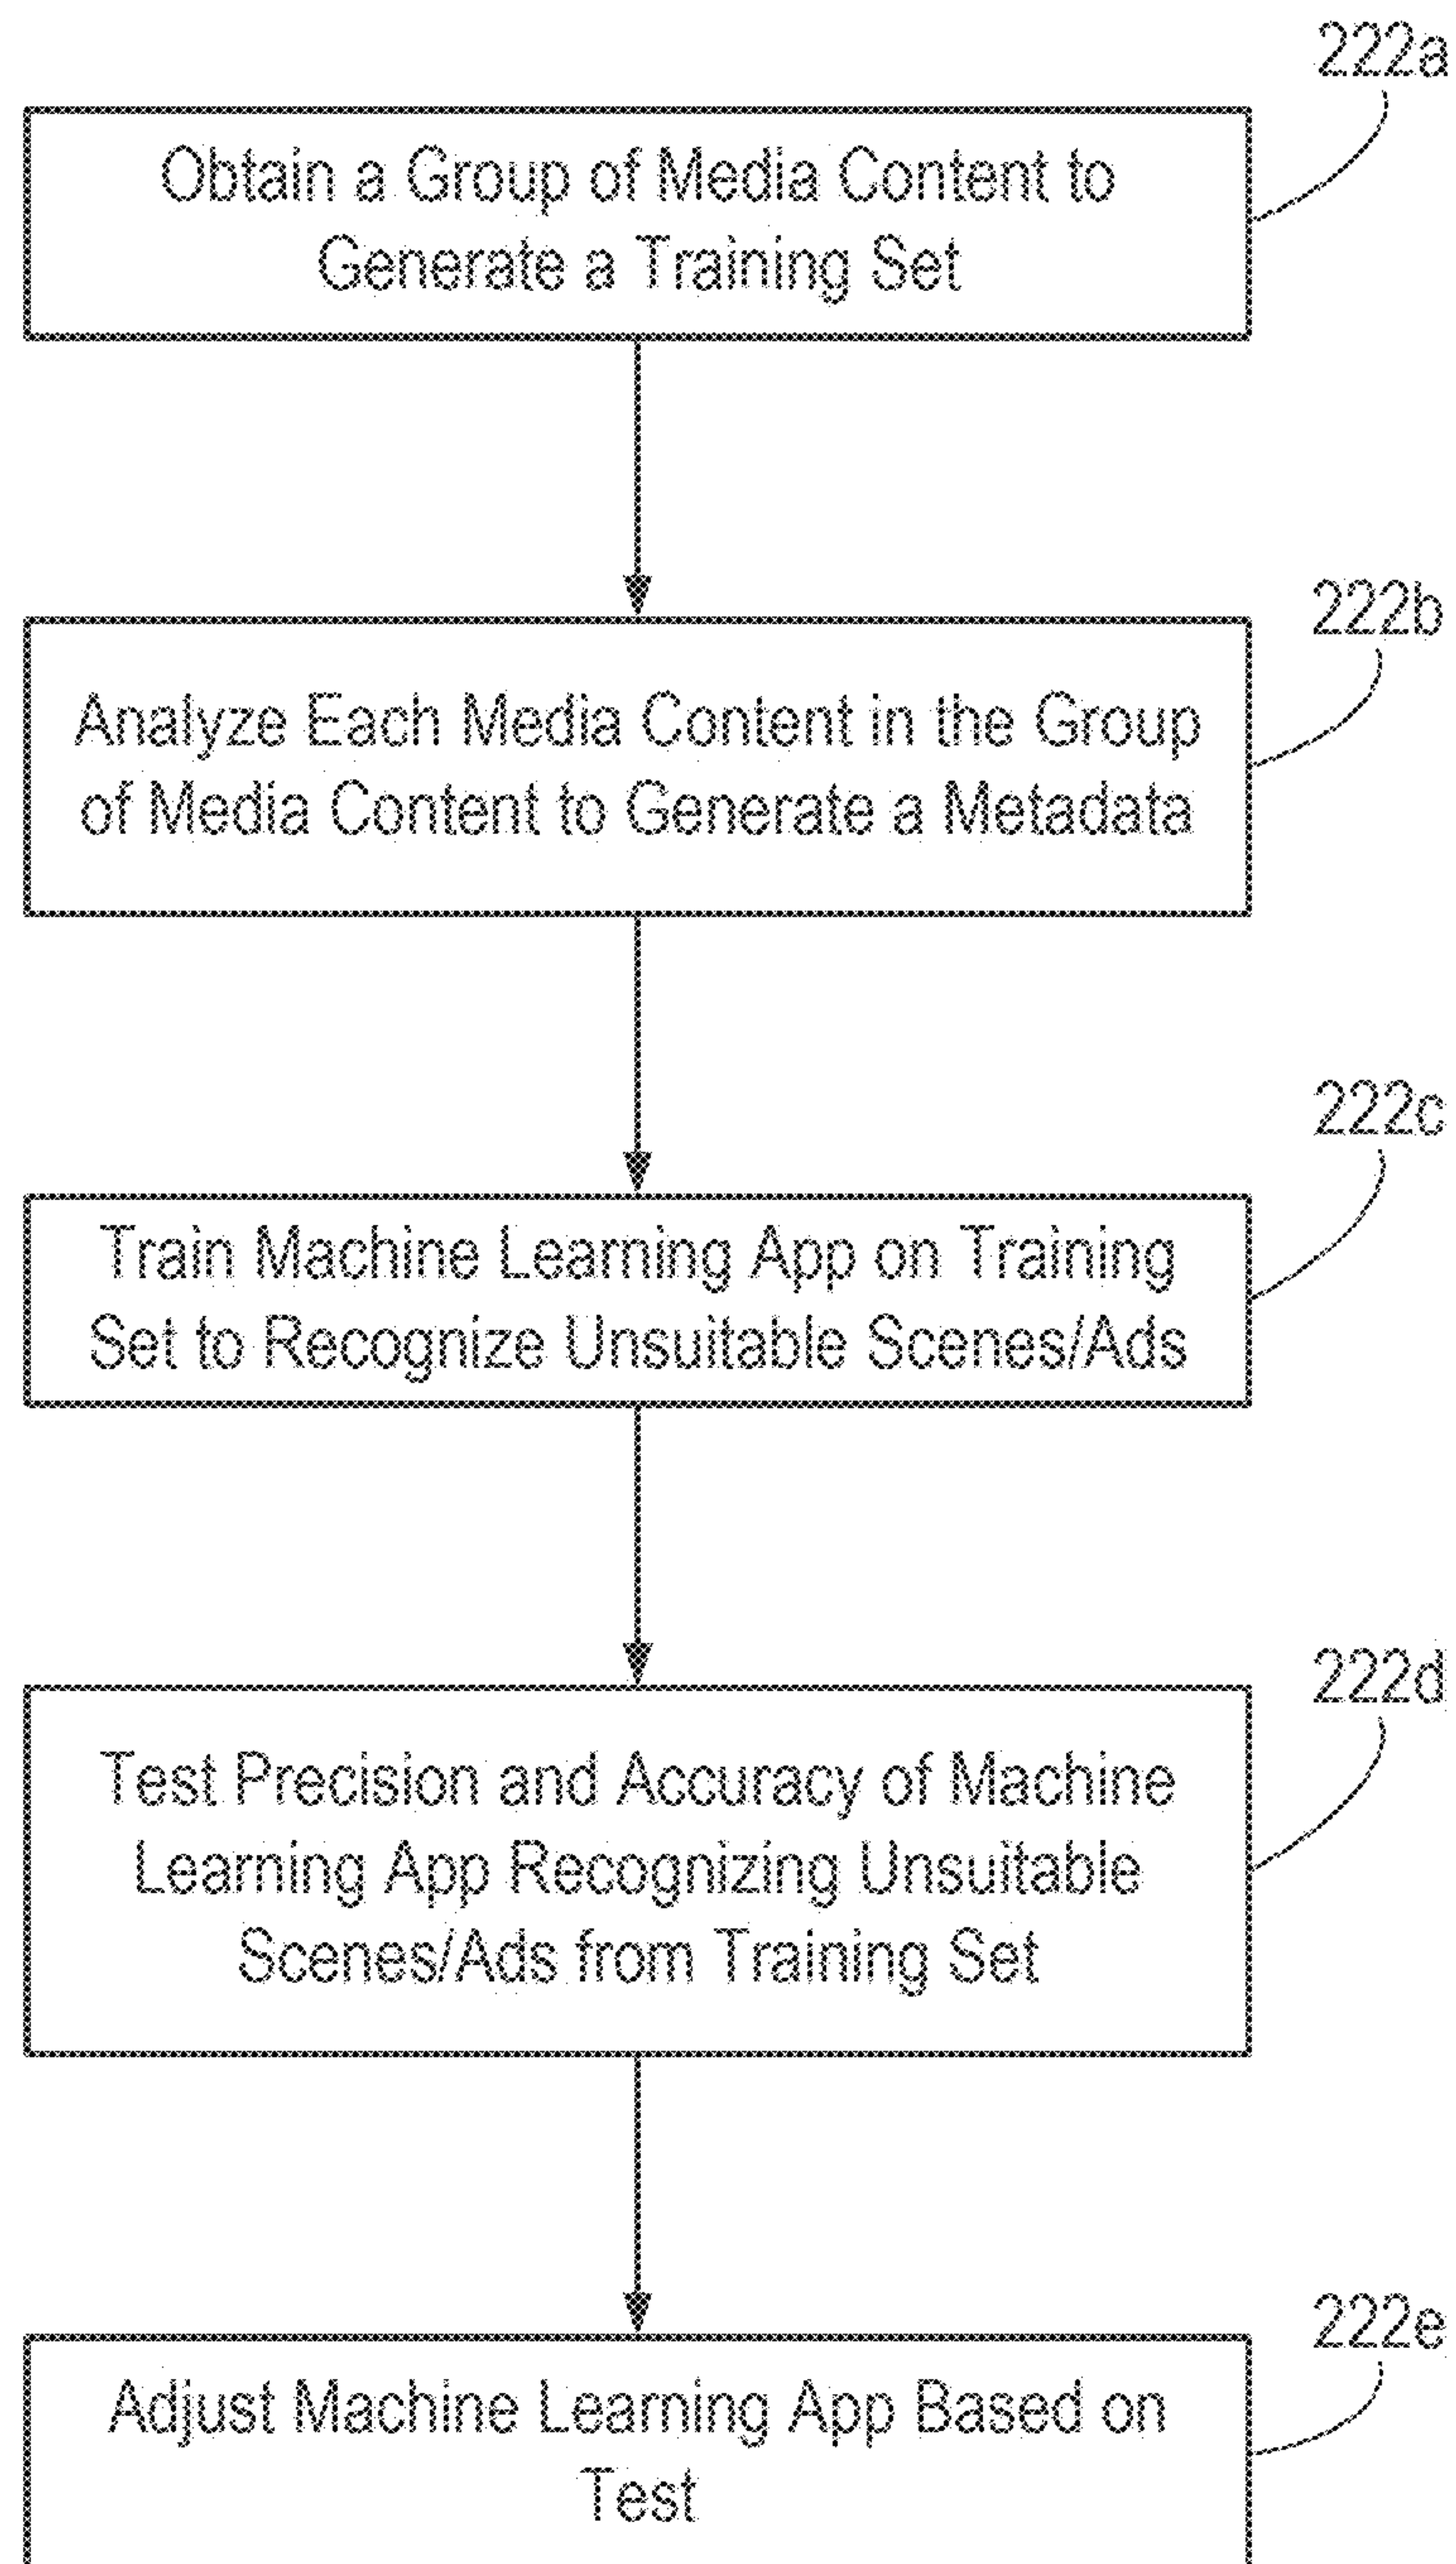 222a
Obtain a Group of Media Content to
Generate a Training Set
222b
Analyze Each Media Content in the Group
of Media Content to Generate a Metadata
222c
Train Machine Learning App on Training
Set to Recognize Unsuitable Scenes/Ads
222d
Test Precision and Accuracy of Machine
Learning App Recognizing Unsuitable
Scenes/Ads from Training Set
222e
Adjust Machine Learning App Based on
Test